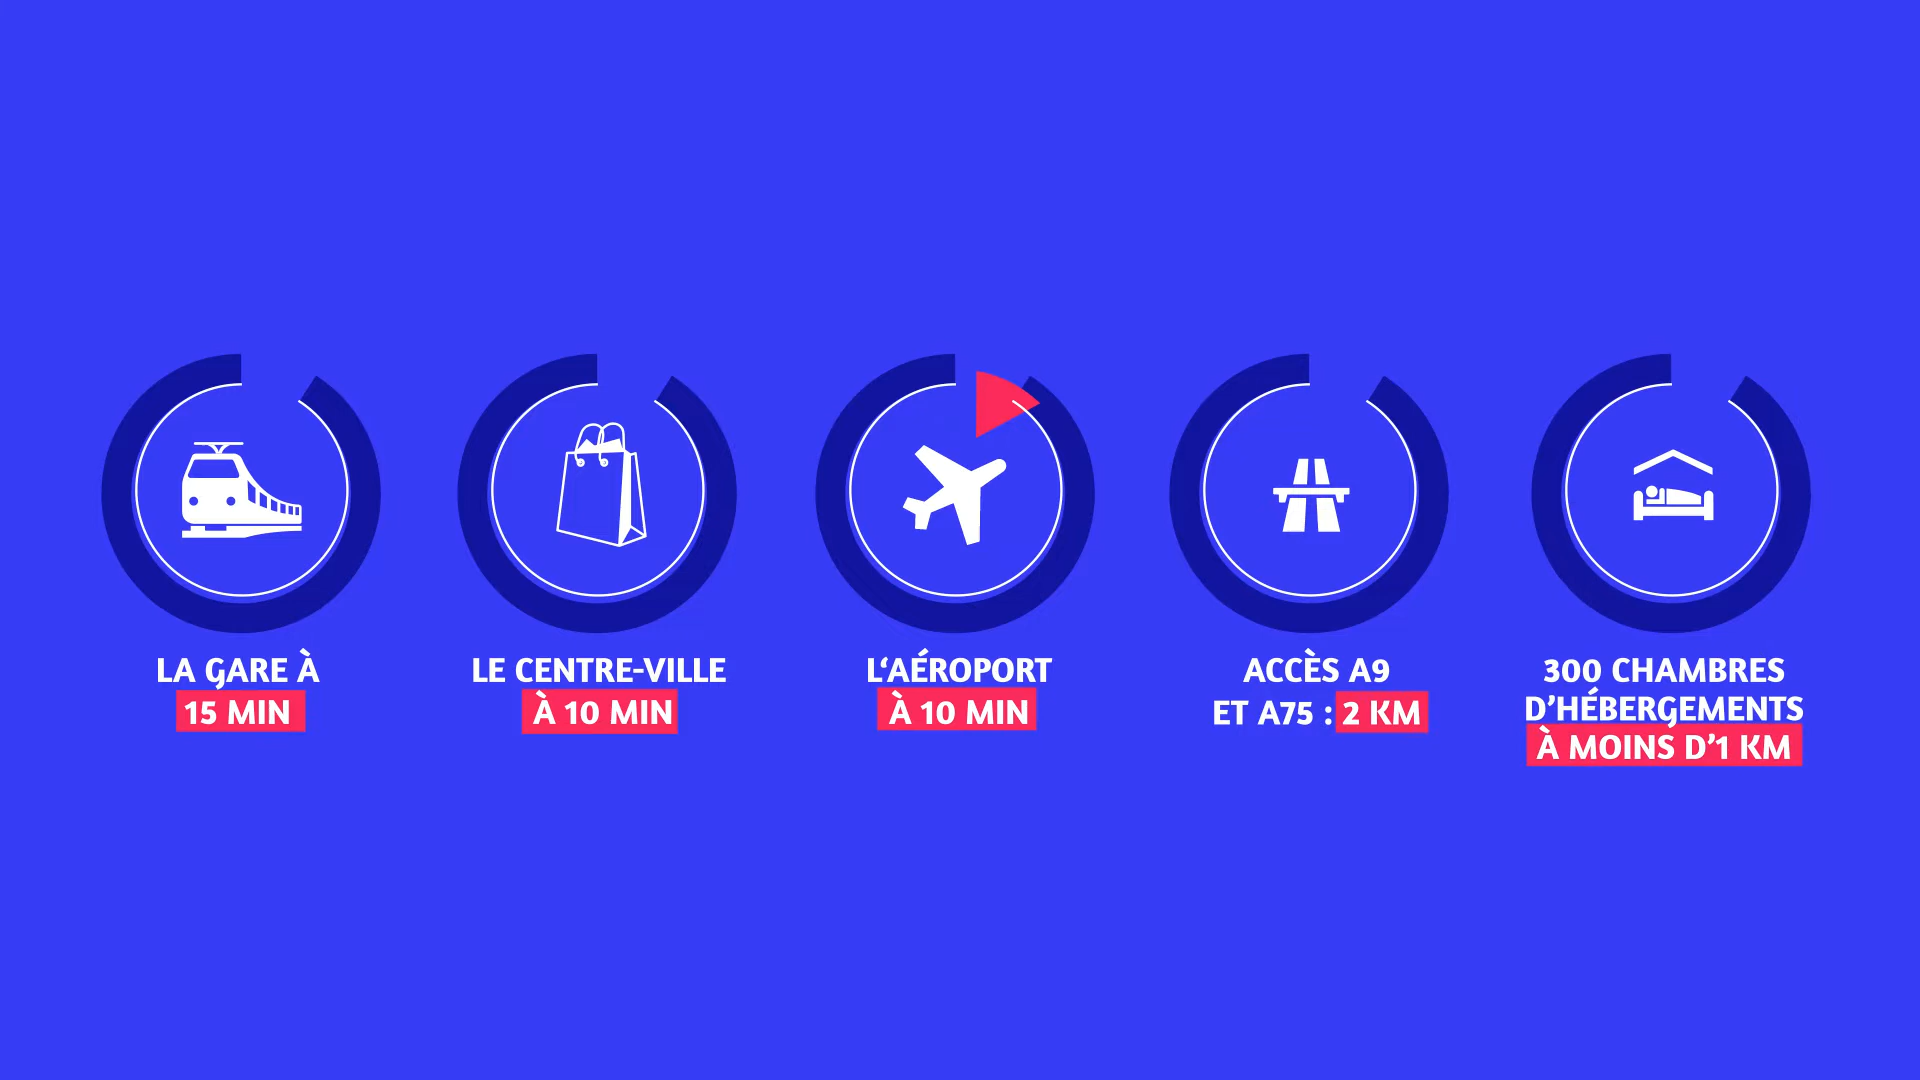 LA GARE À
15 MIN
LE CENTRE-VILLE
À 10 MIN
L‘AÉROPORT
À 10 MIN
ACCÈS A9
ET A75 : 2 KM
300 CHAMBRES
D’HÉBERGEMENTS
À MOINS D’1 KM